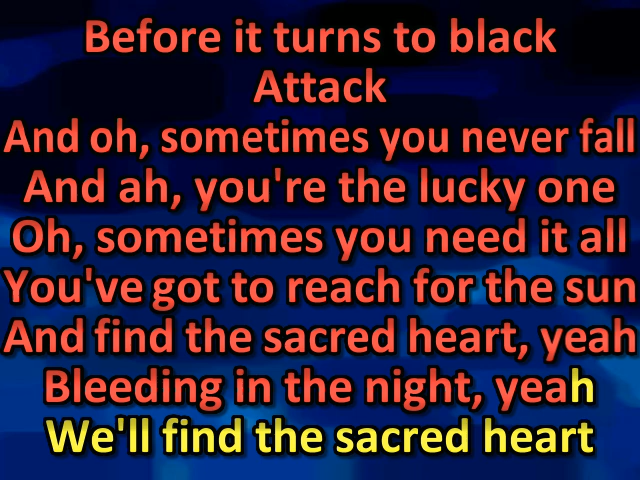 Before it turns to black
Attack
And oh, sometimes you never fall
And ah, you're the lucky one
Oh, sometimes you need it all
You've got to reach for the sun
And find the sacred heart, yeah
Bleeding in the night, yeah
We'll find the sacred heart